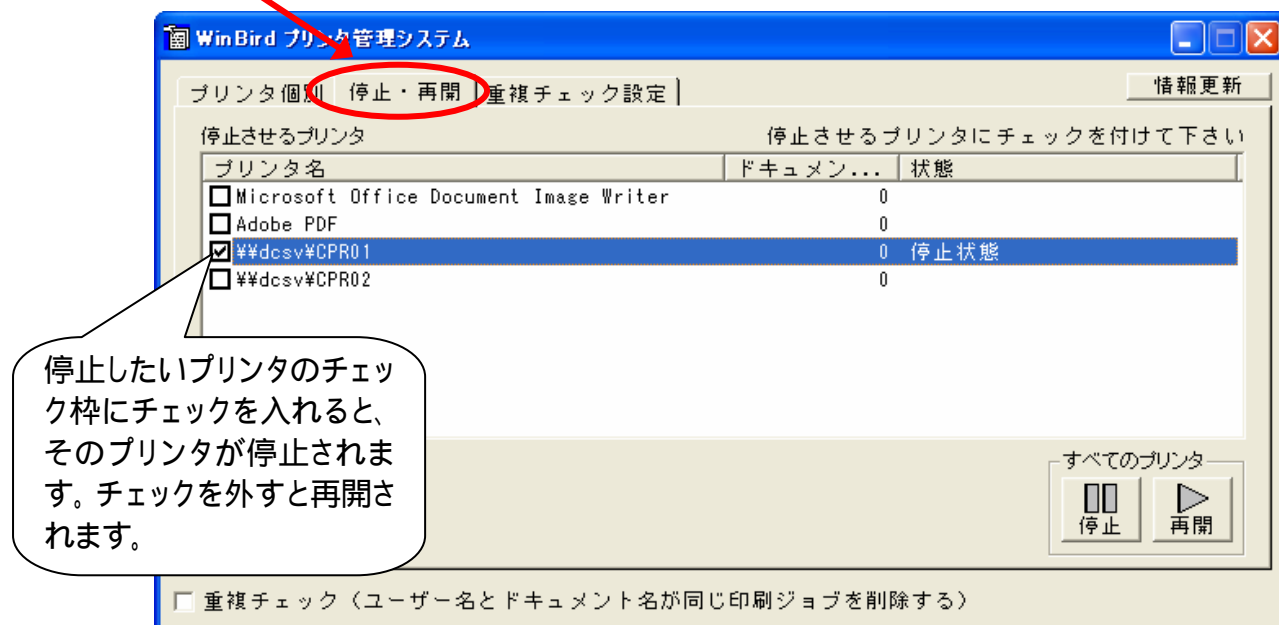 WinBird プリンタ管理システム
プリンタ個別 停止・再開 重複チェック設定 情報更新
停止させるプリンタ 停止させるプリンタにチェックを付けて下さい
プリンタ名 ドキュメン... 状態
Microsoft Office Document Image Writer 0
Adobe PDF 0
¥¥dcsv¥CPR01 0 停止状態
¥¥dcsv¥CPR02 0
停止したいプリンタのチェッ
ク枠にチェックを入れると、
そのプリンタが停止されま
す。チェックを外すと再開さ
れます。
すべてのプリンタ
停止 再開
重複チェック（ユーザー名とドキュメント名が同じ印刷ジョブを削除する）